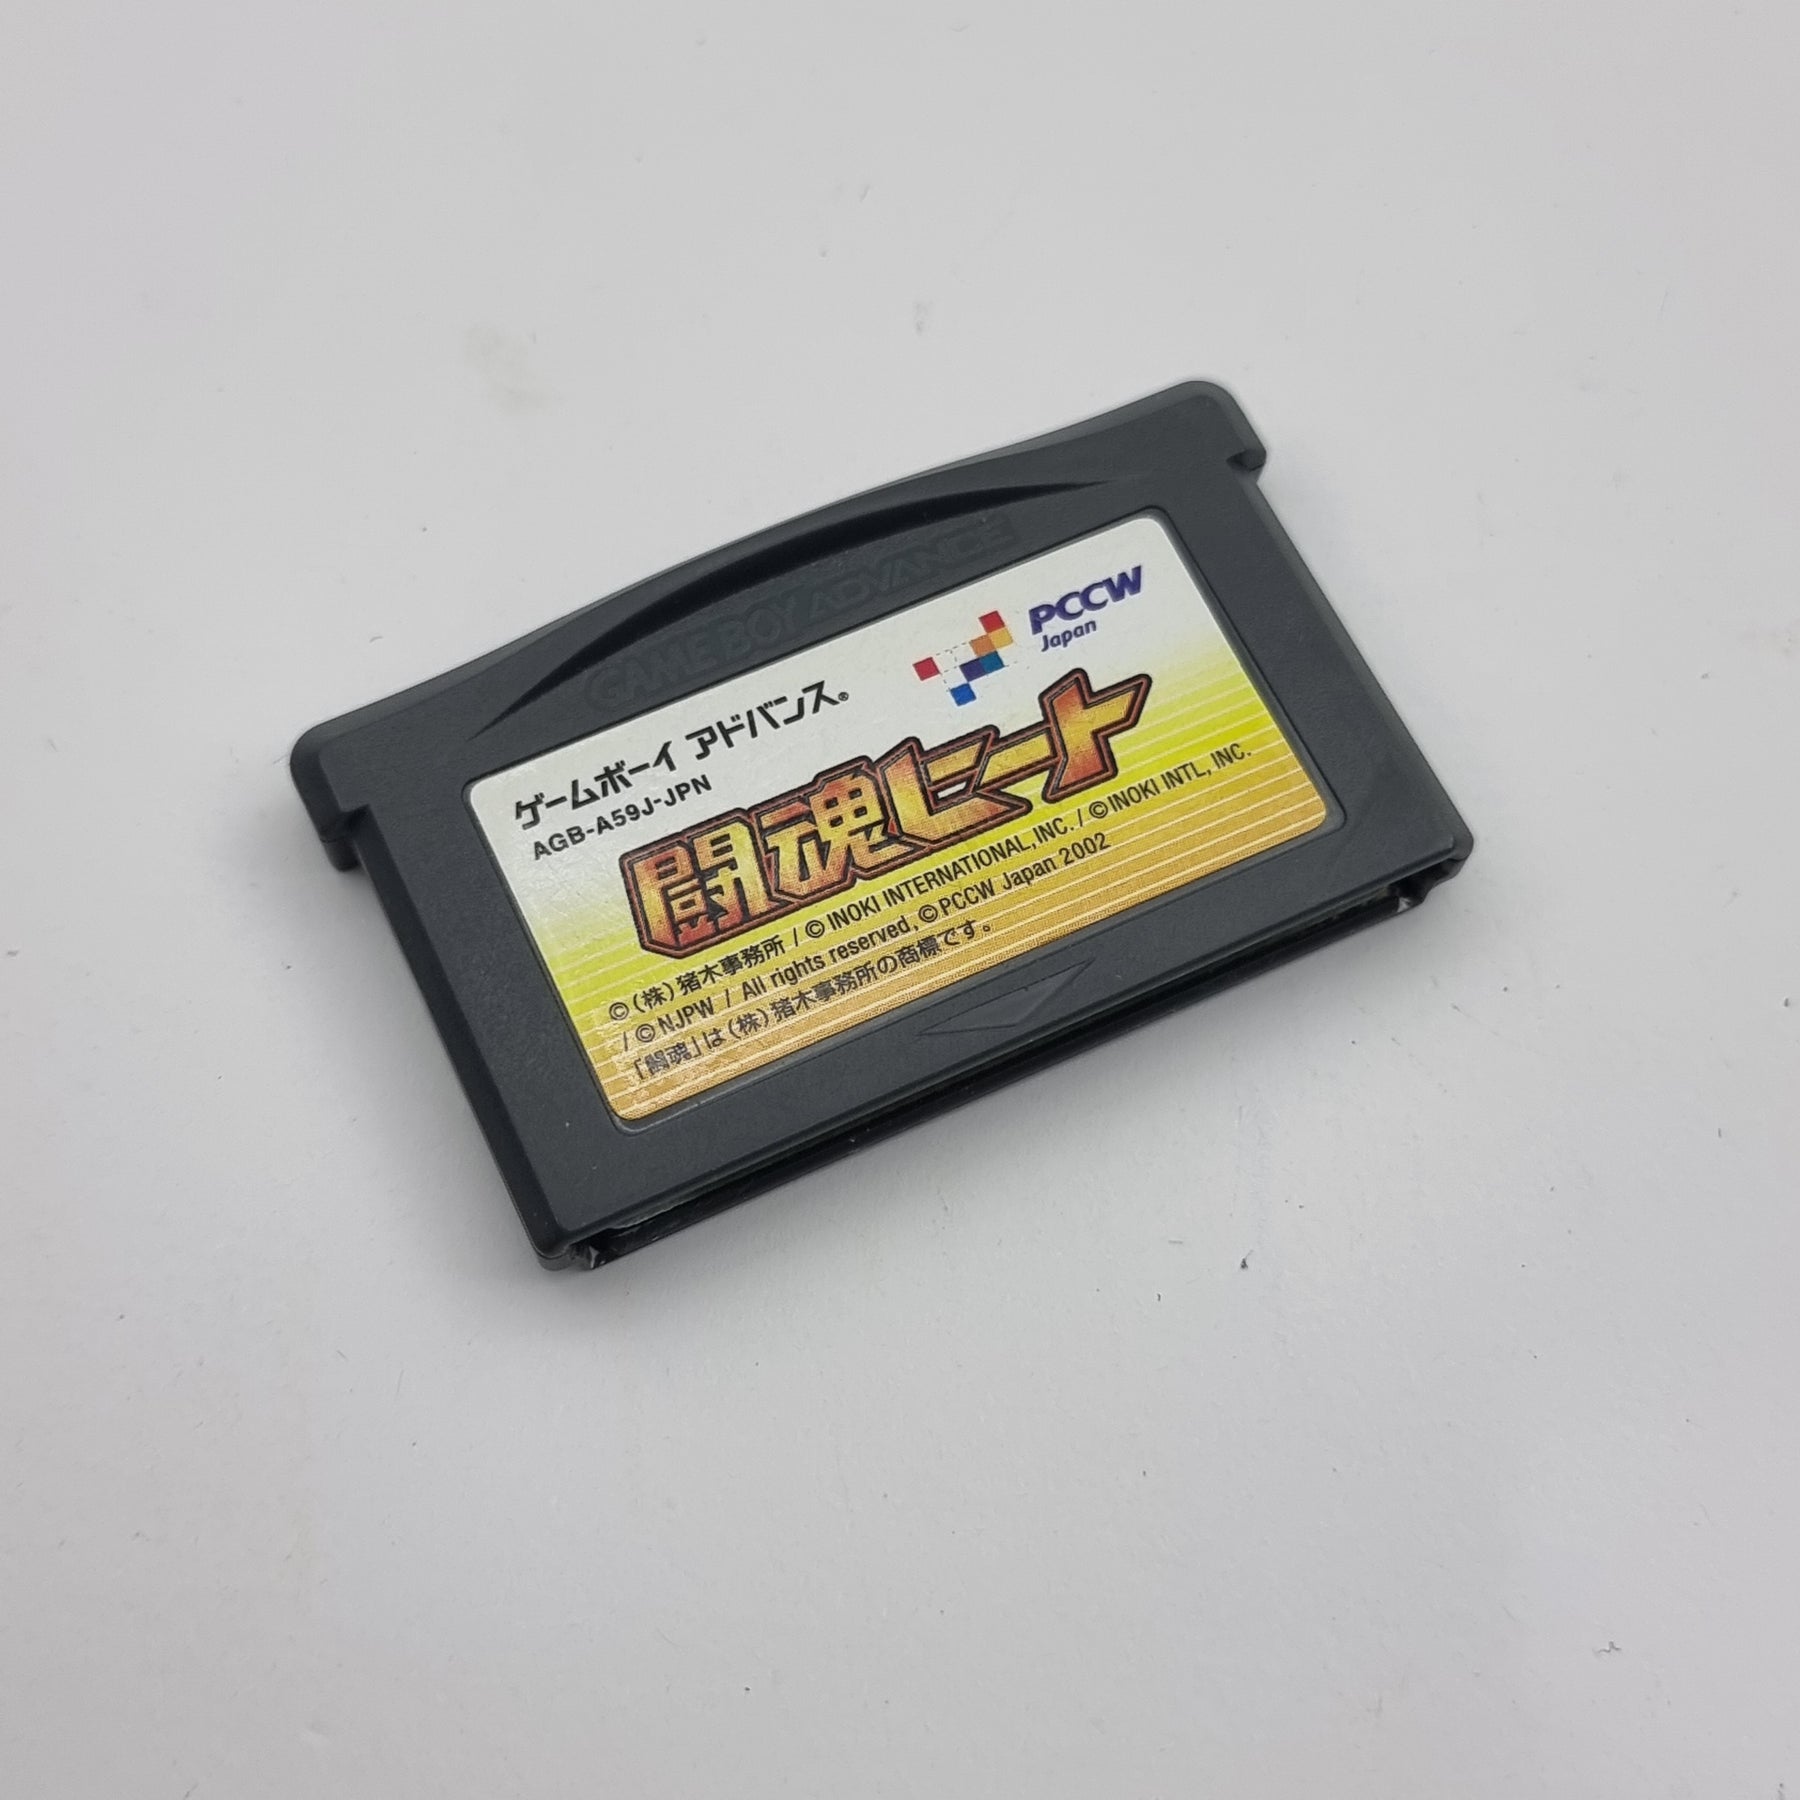 GAME BOY ADVANCE
PCCW
Japan
ゲームボーイ アドバンス®
AGB-A59J-JPN
闘魂ヒート
©(株)猪木事務所 / © INOKI INTERNATIONAL, INC. / ©INOKI INTL, INC.
/ © NJPW / All rights reserved, ©PCCW Japan 2002
「闘魂」は(株)猪木事務所の商標です。